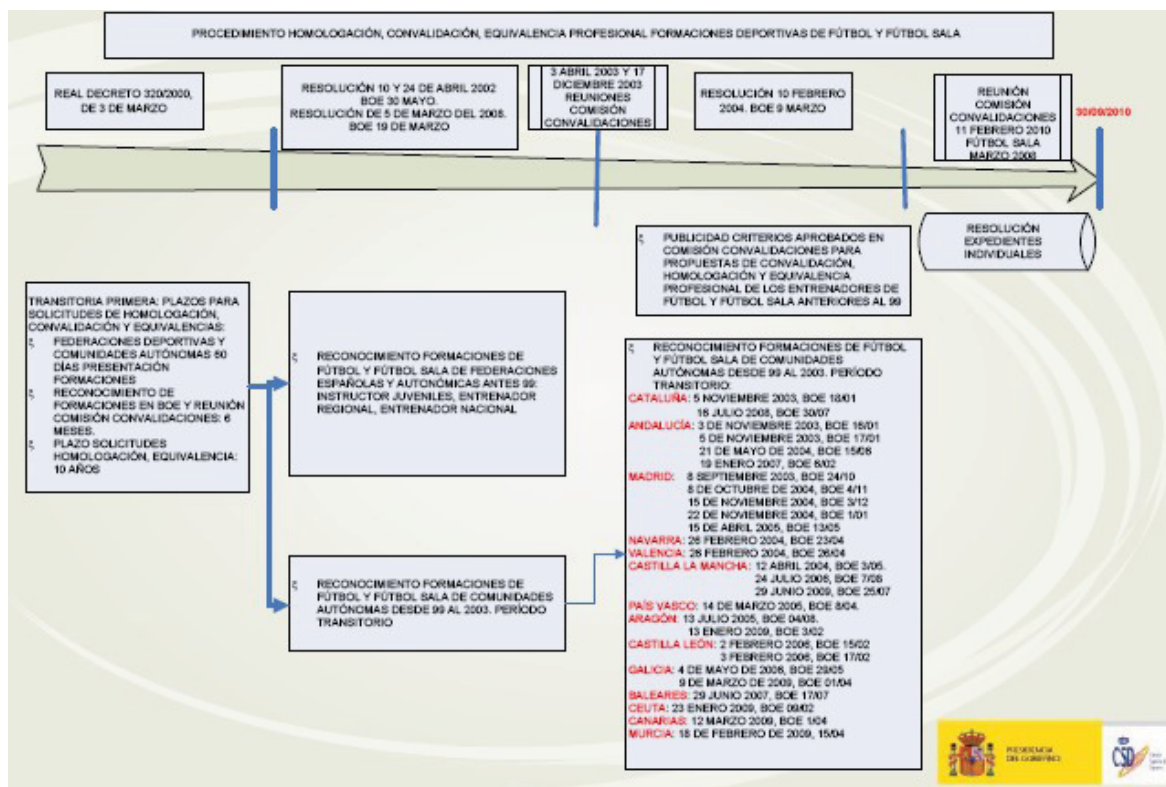 PROCEDIMIENTO HOMOLOGACIÓN, CONVALIDACIÓN, EQUIVALENCIA PROFESIONAL FORMACIONES DEPORTIVAS DE FÚTBOL Y FÚTBOL SALA
REAL DECRETO 320/2000,
DE 3 DE MARZO
RESOLUCIÓN 10 Y 24 DE ABRIL 2002
BOE 30 MAYO.
RESOLUCIÓN DE 5 DE MARZO DEL 2008.
BOE 19 DE MARZO
3 ABRIL 2003 Y 17
DICIEMBRE 2003
REUNIONES
COMISIÓN
CONVALIDACIONES
RESOLUCIÓN 10 FEBRERO
2004. BOE 9 MARZO
REUNIÓN
COMISIÓN
CONVALIDACIONES
11 FEBRERO 2010
FÚTBOL SALA
MARZO 2008
30/09/2010
ξ PUBLICIDAD CRITERIOS APROBADOS EN
COMISIÓN CONVALIDACIONES PARA
PROPUESTAS DE CONVALIDACIÓN,
HOMOLOGACIÓN Y EQUIVALENCIA
PROFESIONAL DE LOS ENTRENADORES DE
FÚTBOL Y FÚTBOL SALA ANTERIORES AL 99
RESOLUCIÓN
EXPEDIENTES
INDIVIDUALES
TRANSITORIA PRIMERA: PLAZOS PARA
SOLICITUDES DE HOMOLOGACIÓN,
CONVALIDACIÓN Y EQUIVALENCIAS:
ξ FEDERACIONES DEPORTIVAS Y
COMUNIDADES AUTÓNOMAS 60
DÍAS PRESENTACIÓN
FORMACIONES
ξ RECONOCIMIENTO DE
FORMACIONES EN BOE Y REUNIÓN
COMISIÓN CONVALIDACIONES: 6
MESES.
ξ PLAZO SOLICITUDES
HOMOLOGACIÓN, EQUIVALENCIA:
10 AÑOS
ξ RECONOCIMIENTO FORMACIONES DE
FÚTBOL Y FÚTBOL SALA DE FEDERACIONES
ESPAÑOLAS Y AUTONÓMICAS ANTES 99:
INSTRUCTOR JUVENILES, ENTRENADOR
REGIONAL, ENTRENADOR NACIONAL
ξ RECONOCIMIENTO FORMACIONES DE
FÚTBOL Y FÚTBOL SALA DE COMUNIDADES
AUTÓNOMAS DESDE 99 AL 2003. PERÍODO
TRANSITORIO
ξ RECONOCIMIENTO FORMACIONES DE FÚTBOL
Y FÚTBOL SALA DE COMUNIDADES
AUTÓNOMAS DESDE 99 AL 2003. PERÍODO
TRANSITORIO:
CATALUÑA: 5 NOVIEMBRE 2003, BOE 18/01
16 JULIO 2008, BOE 30/07
ANDALUCÍA: 3 DE NOVIEMBRE 2003, BOE 16/01
5 DE NOVIEMBRE 2003, BOE 17/01
21 DE MAYO DE 2004, BOE 15/06
19 ENERO 2007, BOE 6/02
MADRID: 8 SEPTIEMBRE 2003, BOE 24/10
8 DE OCTUBRE DE 2004, BOE 4/11
15 NOVIEMBRE 2004, BOE 3/12
22 DE NOVIEMBRE 2004, BOE 1/01
15 DE ABRIL 2005, BOE 13/05
NAVARRA: 26 FEBRERO 2004, BOE 23/04
VALENCIA: 26 FEBRERO 2004, BOE 26/04
CASTILLA LA MANCHA: 12 ABRIL 2004, BOE 3/05.
24 JULIO 2006, BOE 7/08
29 JUNIO 2009, BOE 25/07
PAÍS VASCO: 14 DE MARZO 2005, BOE 8/04.
ARAGÓN: 13 JULIO 2005, BOE 04/08.
13 ENERO 2009, BOE 3/02
CASTILLA LEÓN: 2 FEBRERO 2006, BOE 15/02
3 FEBRERO 2006, BOE 17/02
GALICIA: 4 DE MAYO DE 2006, BOE 29/05
9 DE MARZO DE 2009, BOE 01/04
BALEARES: 29 JUNIO 2007, BOE 17/07
CEUTA: 23 ENERO 2009, BOE 09/02
CANARIAS: 12 MARZO 2009, BOE 1/04
MURCIA: 18 DE FEBRERO DE 2009, 15/04
PRESIDENCIA
DEL GOBIERNO
CSD